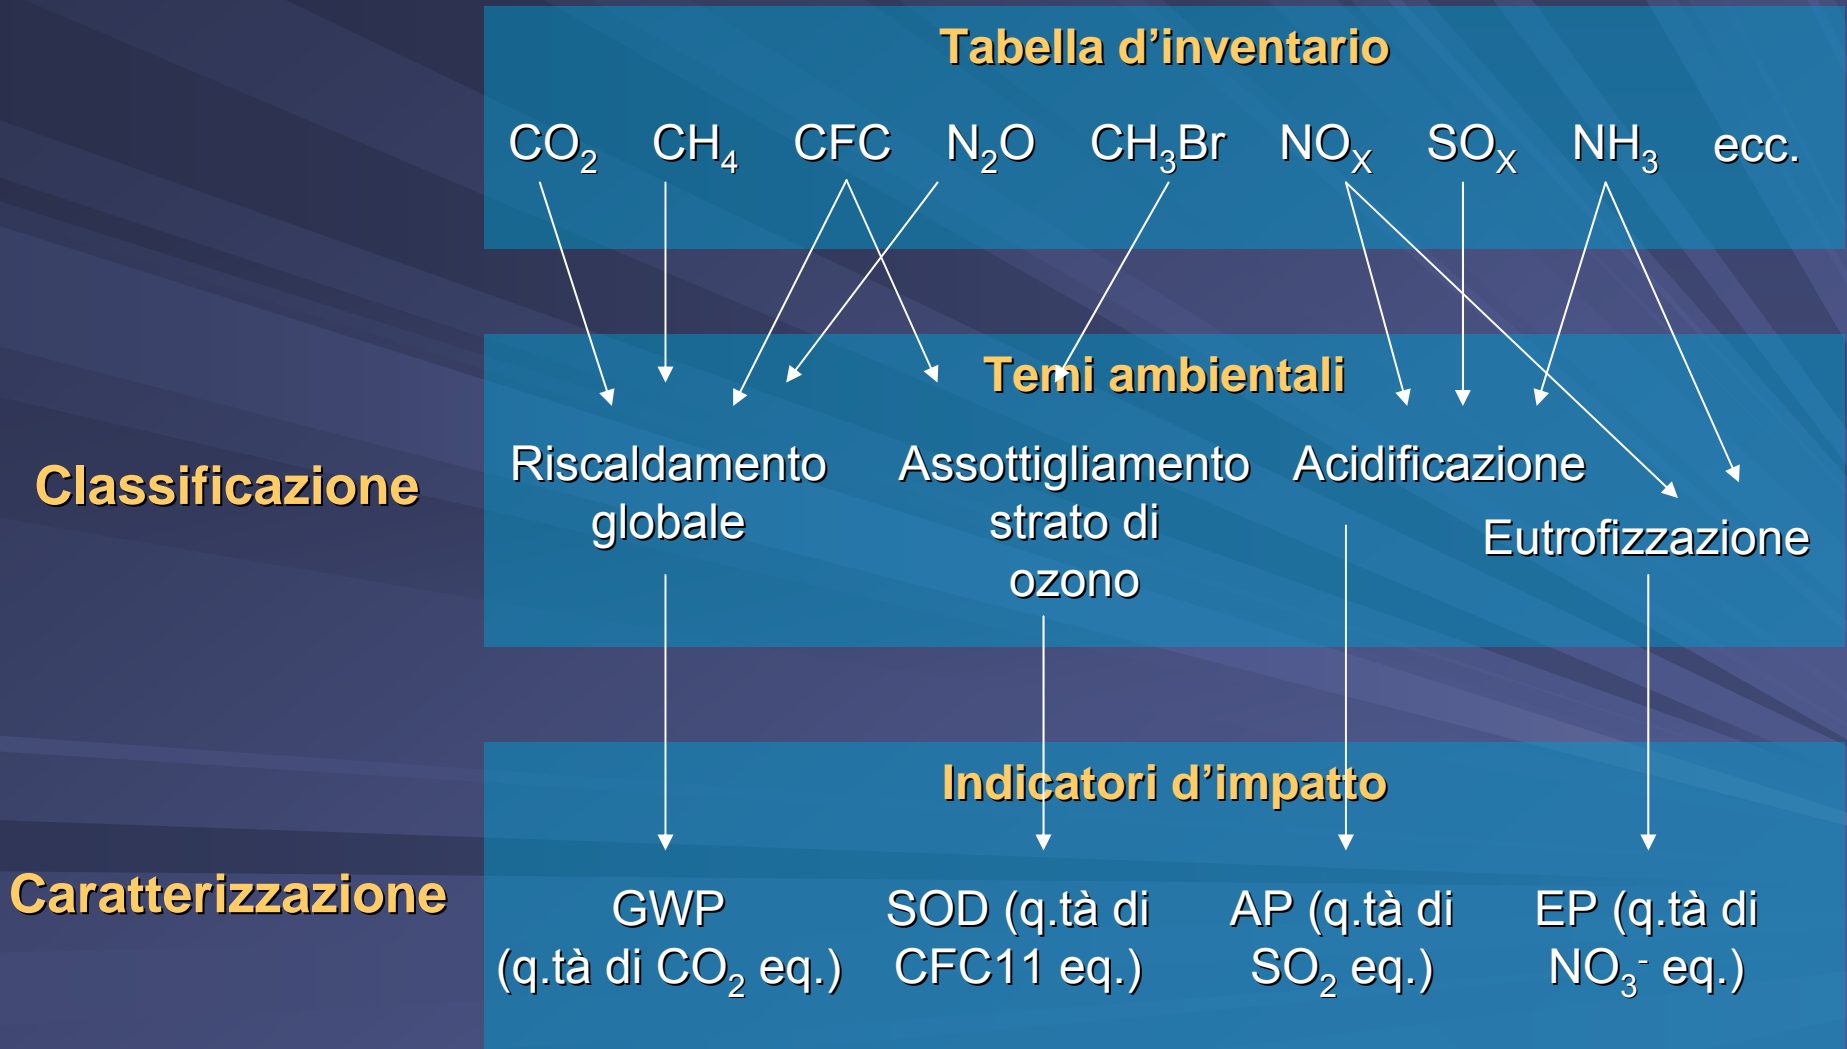 Tabella d’inventario
CO₂ CH₄ CFC N₂O CH₃Br NOX SOX NH₃ ecc.
Temi ambientali
Classificazione
Riscaldamento
globale
Assottigliamento
strato di
ozono
Acidificazione
Eutrofizzazione
Indicatori d’impatto
Caratterizzazione
GWP
(q.tà di CO₂ eq.)
SOD (q.tà di
CFC11 eq.)
AP (q.tà di
SO₂ eq.)
EP (q.tà di
NO₃⁻ eq.)